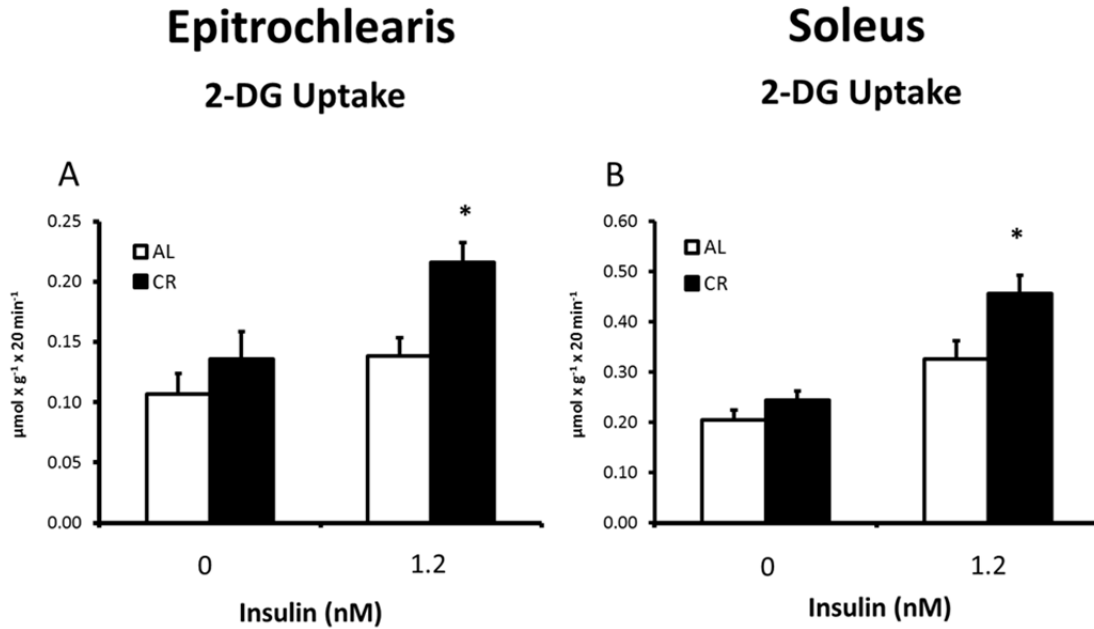 Epitrochlearis
2-DG Uptake
A
*
0.25
0.20
0.15
0.10
0.05
0.00
AL
CR
µmol x g⁻¹ x 20 min⁻¹
0
1.2
Insulin (nM)
Soleus
2-DG Uptake
B
*
0.60
0.50
0.40
0.30
0.20
0.10
0.00
AL
CR
µmol x g⁻¹ x 20 min⁻¹
0
1.2
Insulin (nM)